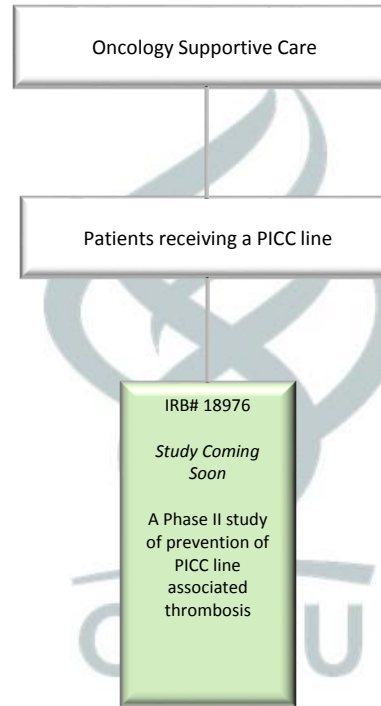 Oncology Supportive Care
Patients receiving a PICC line
IRB# 18976
Study Coming
Soon
A Phase II study
of prevention of
PICC line
associated
thrombosis